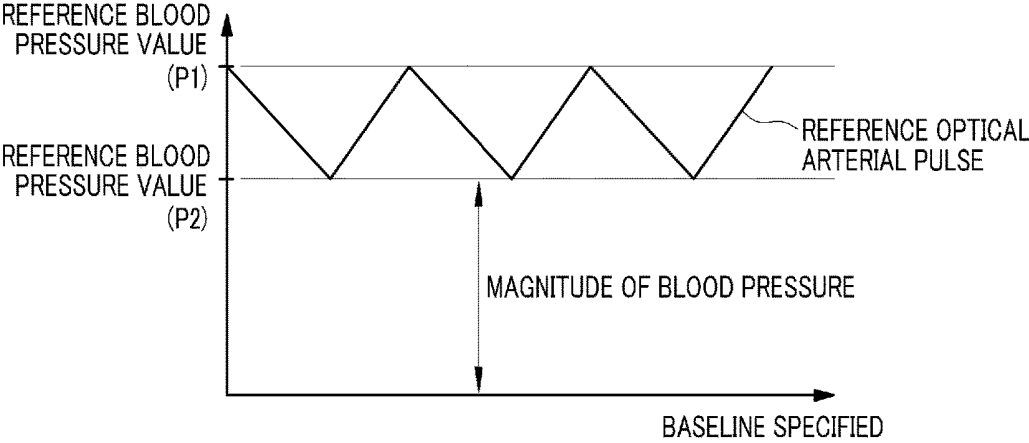 REFERENCE BLOOD
PRESSURE VALUE
(P1)
REFERENCE OPTICAL
ARTERIAL PULSE
REFERENCE BLOOD
PRESSURE VALUE
(P2)
MAGNITUDE OF BLOOD PRESSURE
BASELINE SPECIFIED